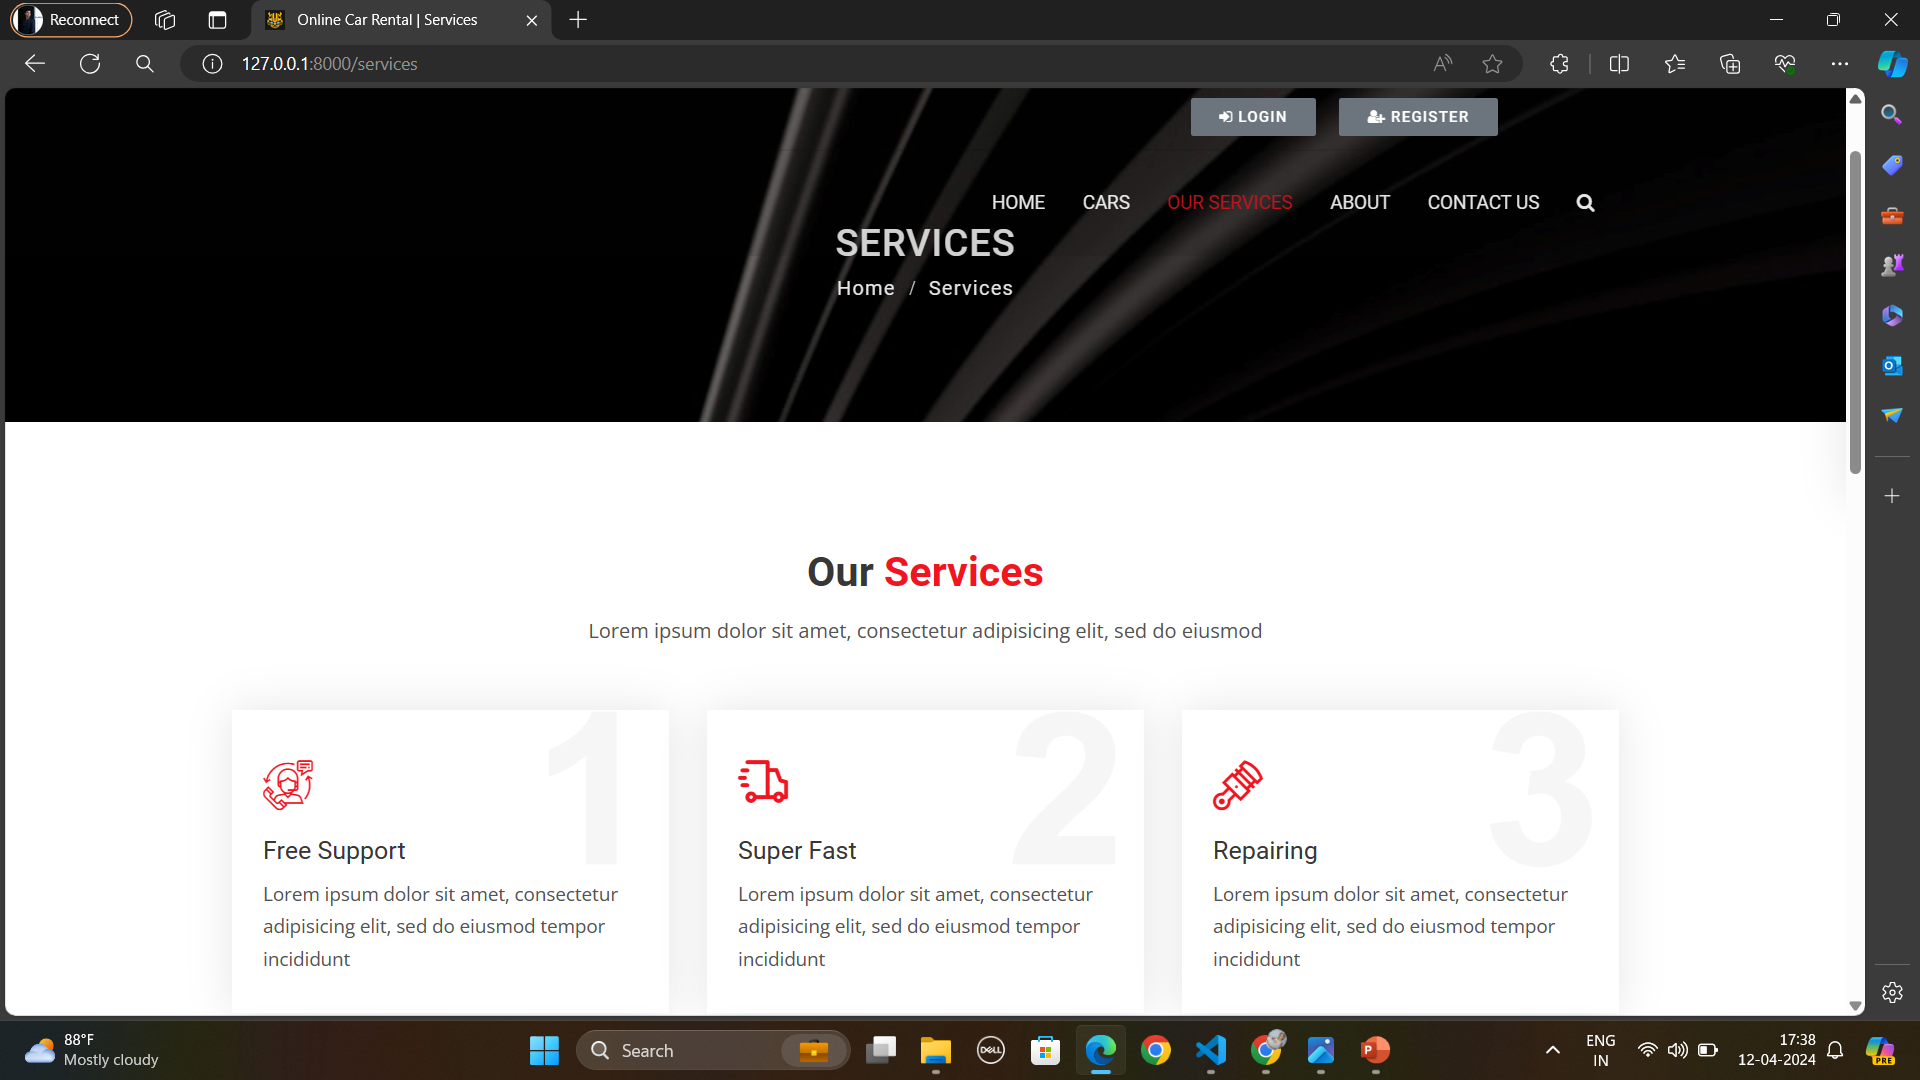 Reconnect
Online Car Rental | Services
127.0.0.1:8000/services
LOGIN
REGISTER
HOME
CARS
OUR SERVICES
ABOUT
CONTACT US
SERVICES
Home / Services
Our Services
Lorem ipsum dolor sit amet, consectetur adipisicing elit, sed do eiusmod
1
Free Support
Lorem ipsum dolor sit amet, consectetur
adipisicing elit, sed do eiusmod tempor
incididunt
2
Super Fast
Lorem ipsum dolor sit amet, consectetur
adipisicing elit, sed do eiusmod tempor
incididunt
3
Repairing
Lorem ipsum dolor sit amet, consectetur
adipisicing elit, sed do eiusmod tempor
incididunt
88°F
Mostly cloudy
Search
DELL
ENG
IN
17:38
12-04-2024
PRE